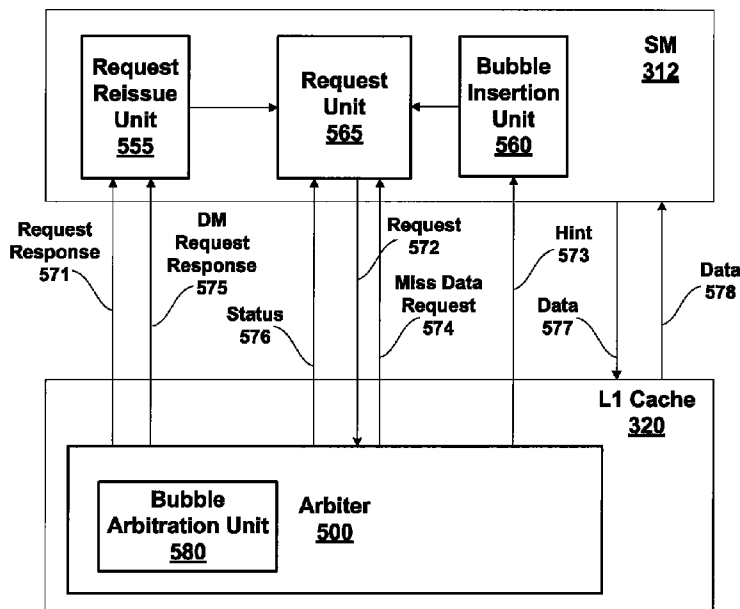 SM
312
Request
Reissue
Unit
555
Request
Unit
565
Bubble
Insertion
Unit
560
Request
Response
571
DM
Request
Response
575
Status
576
Request
572
Miss Data
Request
574
Hint
573
Data
577
Data
578
L1 Cache
320
Bubble
Arbitration Unit
580
Arbiter
500